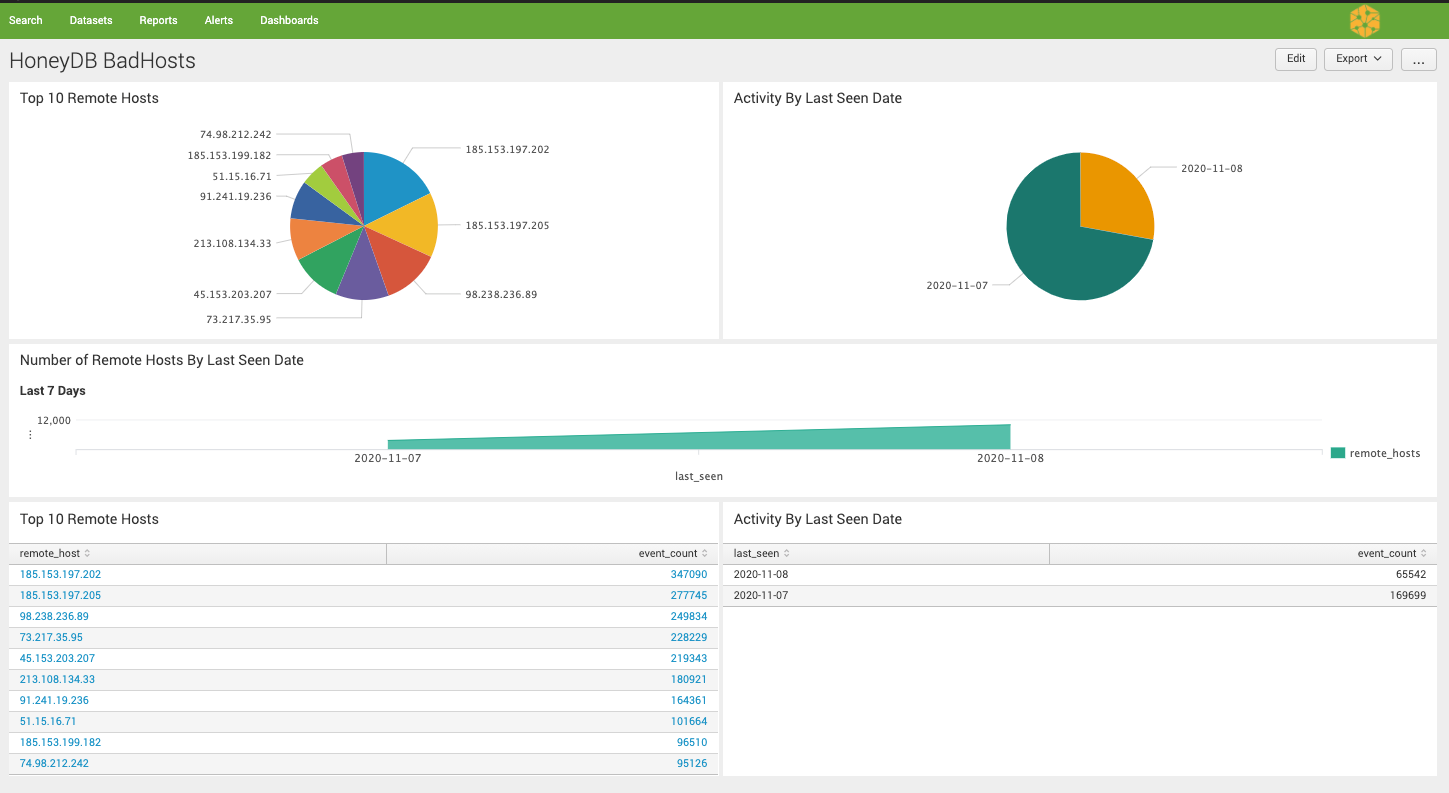 Search Datasets Reports Alerts Dashboards
HoneyDB BadHosts
Edit Export ...
Top 10 Remote Hosts
74.98.212.242
185.153.199.182
51.15.16.71
91.241.19.236
213.108.134.33
45.153.203.207
73.217.35.95
185.153.197.202
185.153.197.205
98.238.236.89
Activity By Last Seen Date
2020-11-08
2020-11-07
Number of Remote Hosts By Last Seen Date
Last 7 Days
12,000
2020-11-07 2020-11-08
last_seen
remote_hosts
Top 10 Remote Hosts
remote_host event_count
185.153.197.202 347090
185.153.197.205 277745
98.238.236.89 249834
73.217.35.95 228229
45.153.203.207 219343
213.108.134.33 180921
91.241.19.236 164361
51.15.16.71 101664
185.153.199.182 96510
74.98.212.242 95126
Activity By Last Seen Date
last_seen event_count
2020-11-08 65542
2020-11-07 169699